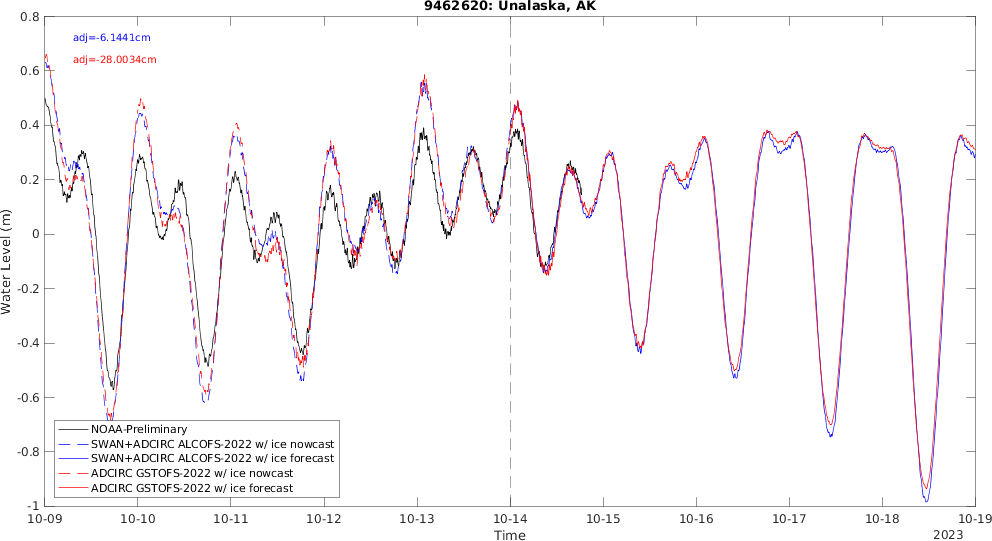 9462620: Unalaska, AK
adj=-6.1441cm
adj=-28.0034cm
0.8
0.6
0.4
0.2
0
-0.2
-0.4
-0.6
-0.8
-1
Water Level (m)
NOAA-Preliminary
SWAN+ADCIRC ALCOFS-2022 w/ ice nowcast
SWAN+ADCIRC ALCOFS-2022 w/ ice forecast
ADCIRC GSTOFS-2022 w/ ice nowcast
ADCIRC GSTOFS-2022 w/ ice forecast
10-09 10-10 10-11 10-12 10-13 10-14 10-15 10-16 10-17 10-18 10-19
Time
2023